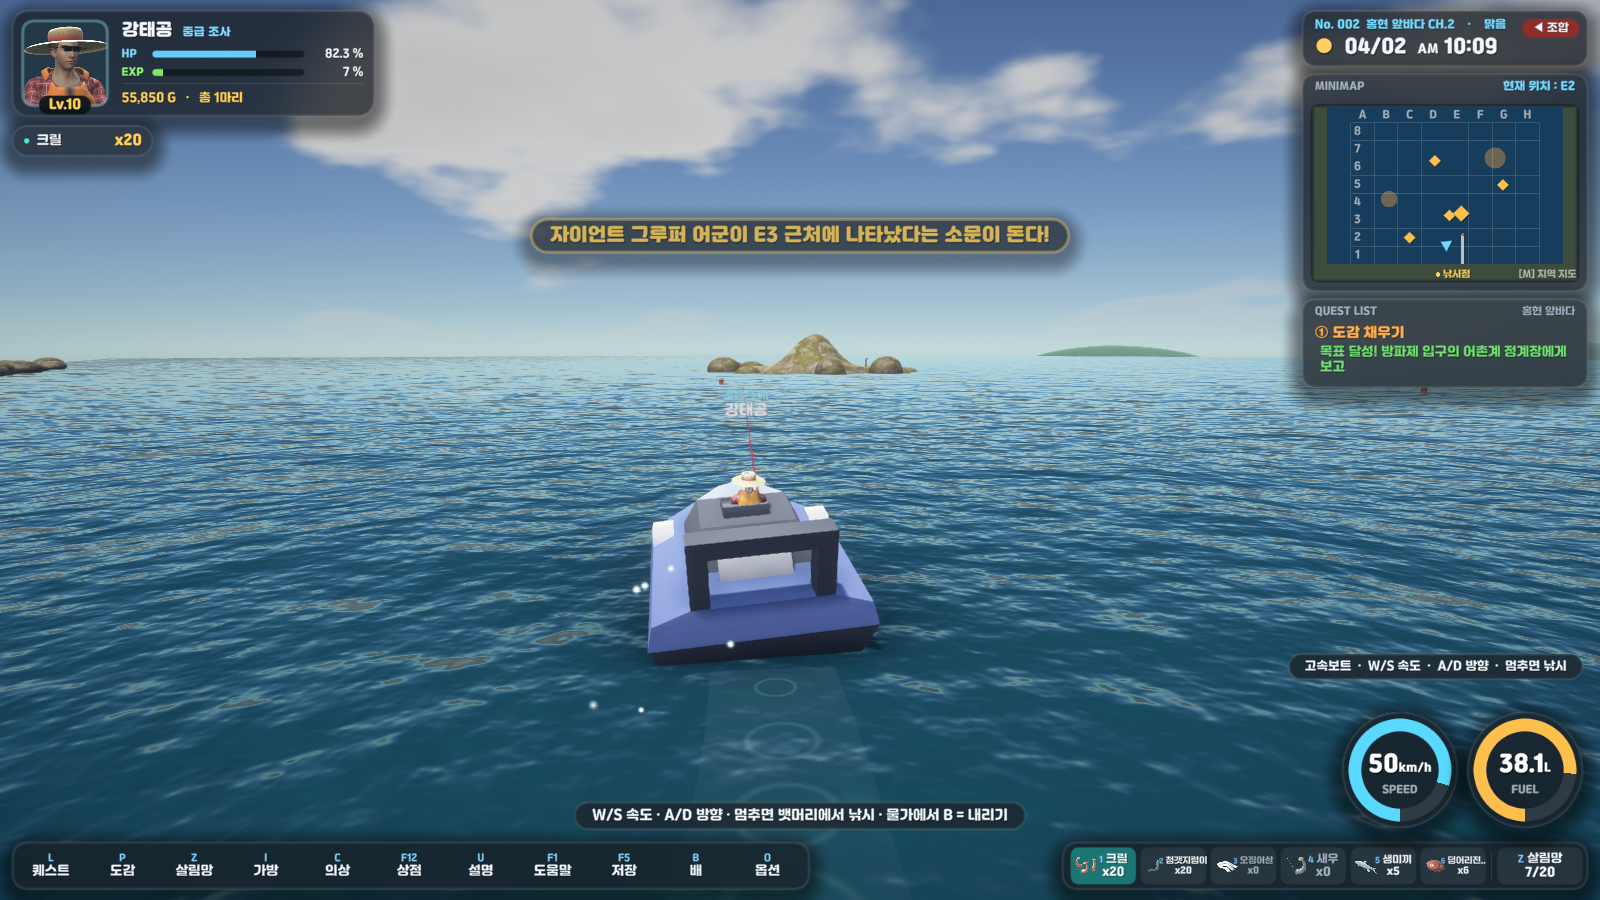 강태공 중급 조사
HP 82.3 %
EXP 7 %
Lv.10
55,850 G · 총 1마리
크릴 x20
No. 002 홍현 앞바다 CH.2 · 맑음
◀ 조합
04/02 AM 10:09
MINIMAP 현재 위치 : E2
A B C D E F G H
8
7
6
5
4
3
2
1
낚시점 [M] 지역 지도
QUEST LIST 홍현 앞바다
① 도감 채우기
목표 달성! 방파제 입구의 어촌계 정계장에게
보고
자이언트 그루퍼 어군이 E3 근처에 나타났다는 소문이 돈다!
강태공
고속보트 · W/S 속도 · A/D 방향 · 멈추면 낚시
50km/h
SPEED
38.1L
FUEL
W/S 속도 · A/D 방향 · 멈추면 뱃머리에서 낚시 · 물가에서 B = 내리기
L 퀘스트
P 도감
Z 살림망
I 가방
C 의상
F12 상점
U 설명
F1 도움말
F5 저장
B 배
O 옵션
1 크릴 x20
2 청갯지렁이 x20
3 오징어살 x0
4 새우 x0
5 생미끼 x5
6 덩어리진.. x6
Z 살림망 7/20